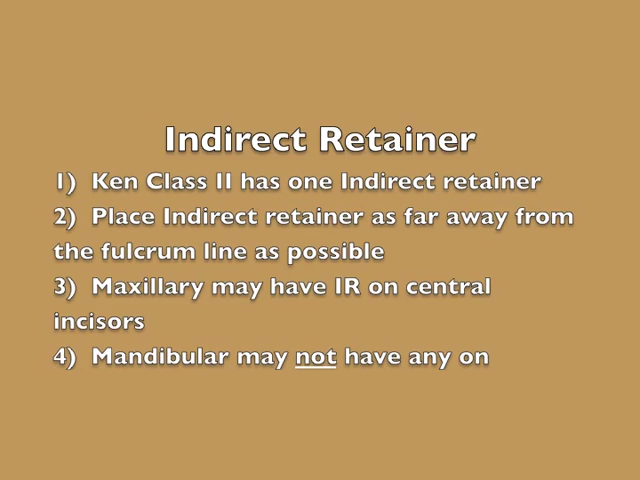 Indirect Retainer
1) Ken Class II has one Indirect retainer
2) Place Indirect retainer as far away from
the fulcrum line as possible
3) Maxillary may have IR on central
incisors
4) Mandibular may not have any on